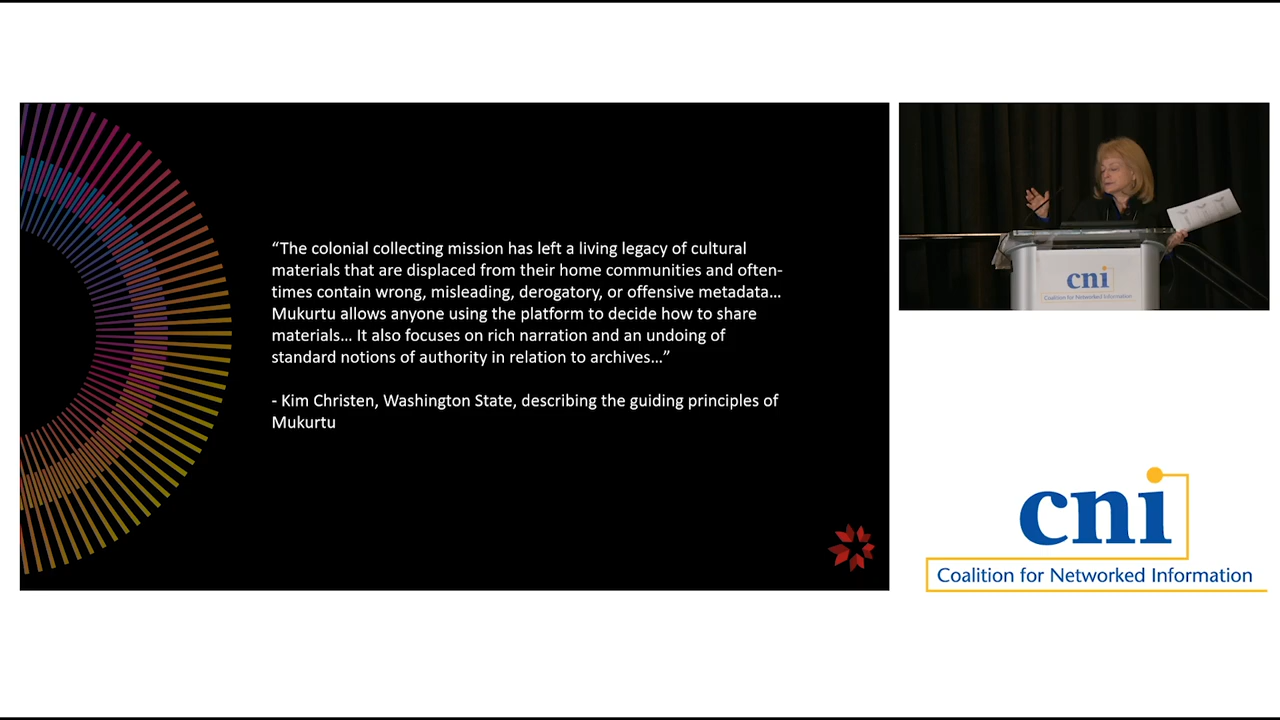 “The colonial collecting mission has left a living legacy of cultural
materials that are displaced from their home communities and often-
times contain wrong, misleading, derogatory, or offensive metadata…
Mukurtu allows anyone using the platform to decide how to share
materials… It also focuses on rich narration and an undoing of
standard notions of authority in relation to archives…”
- Kim Christen, Washington State, describing the guiding principles of
Mukurtu
cni
Coalition for Networked Information
cni
Coalition for Networked Information